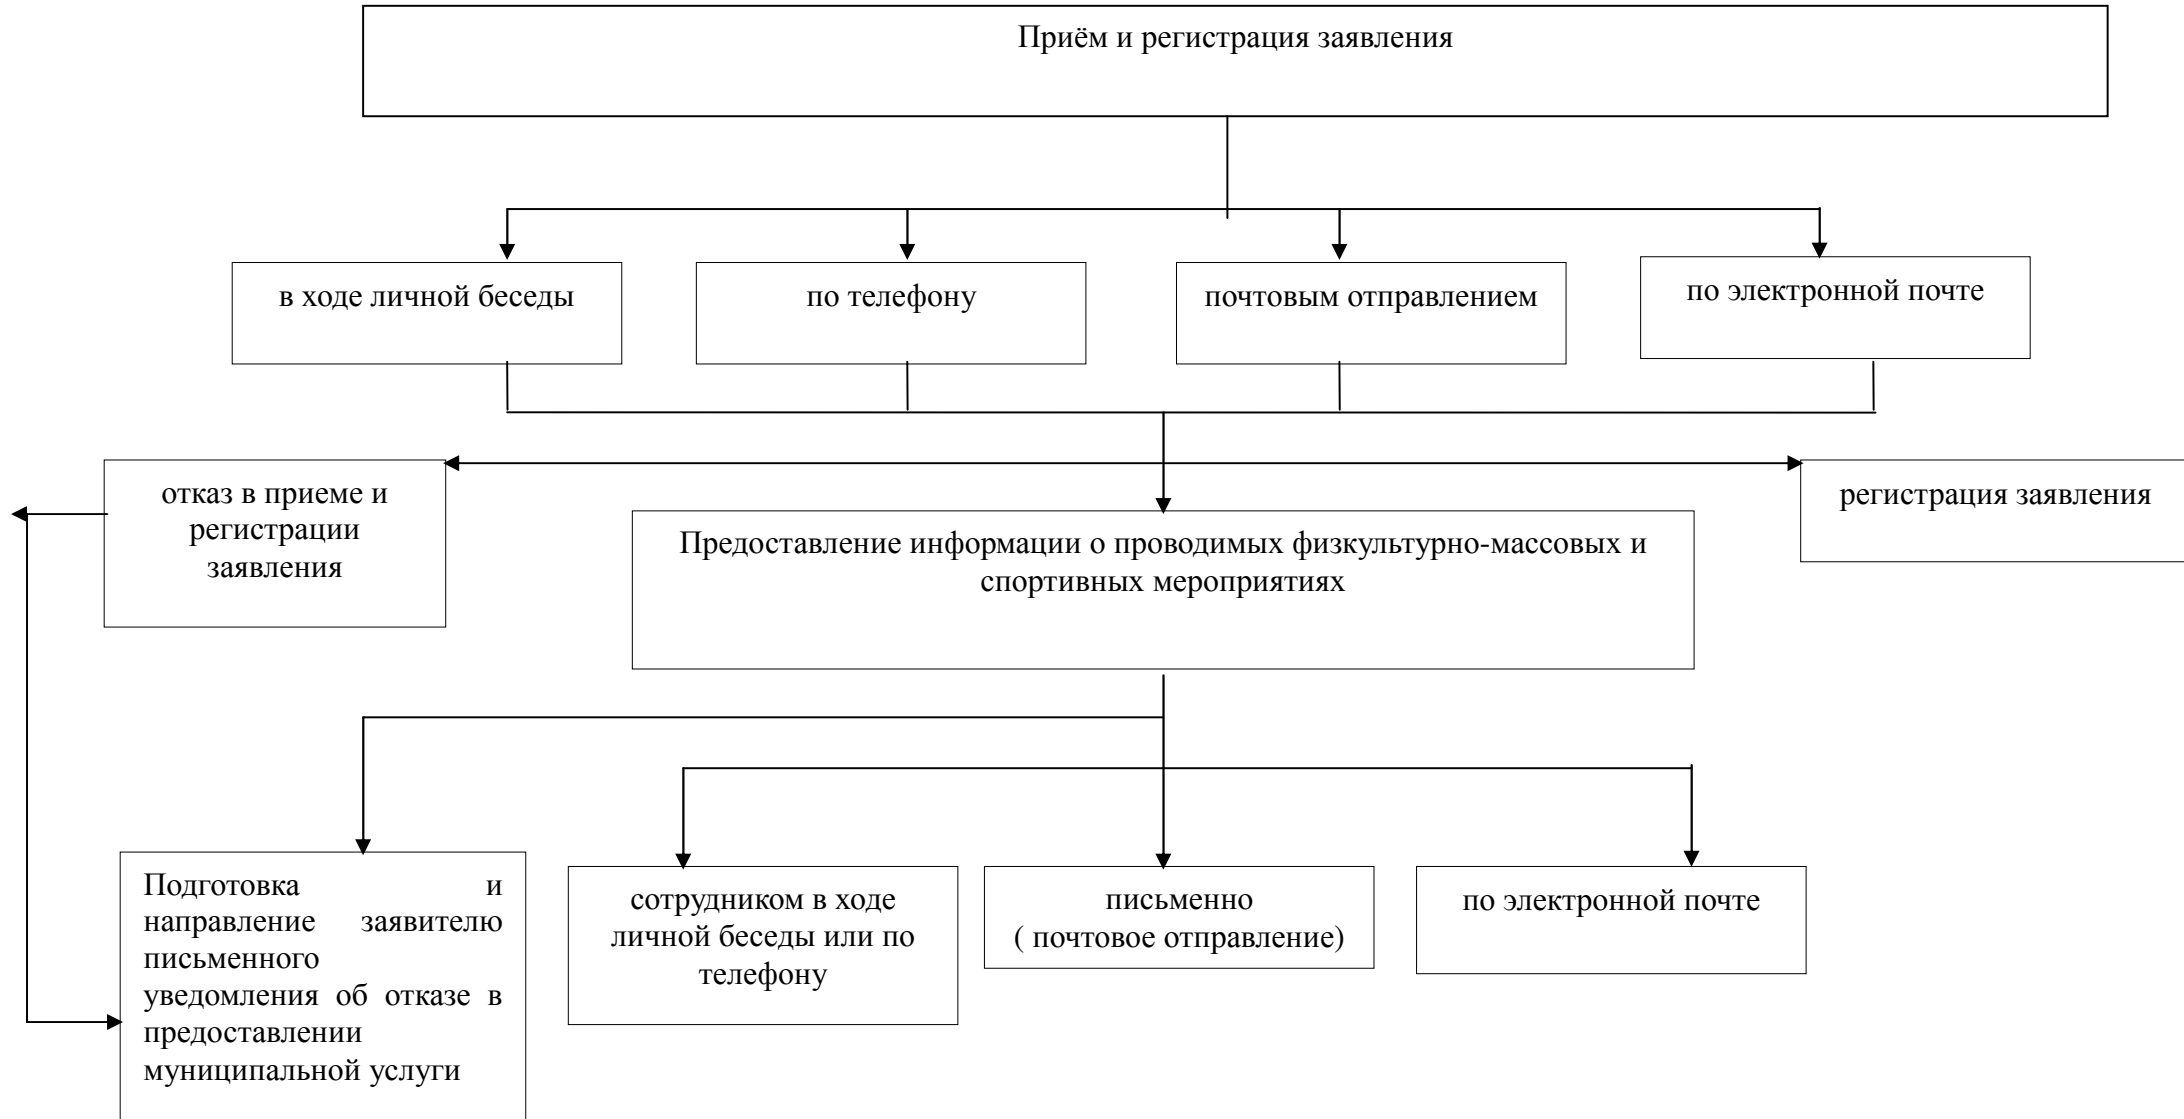 Приём и регистрация заявления
в ходе личной беседы
по телефону
почтовым отправлением
по электронной почте
отказ в приеме и
регистрации
заявления
регистрация заявления
Предоставление информации о проводимых физкультурно-массовых и
спортивных мероприятиях
Подготовка и
направление заявителю
письменного
уведомления об отказе в
предоставлении
муниципальной услуги
сотрудником в ходе
личной беседы или по
телефону
письменно
( почтовое отправление)
по электронной почте